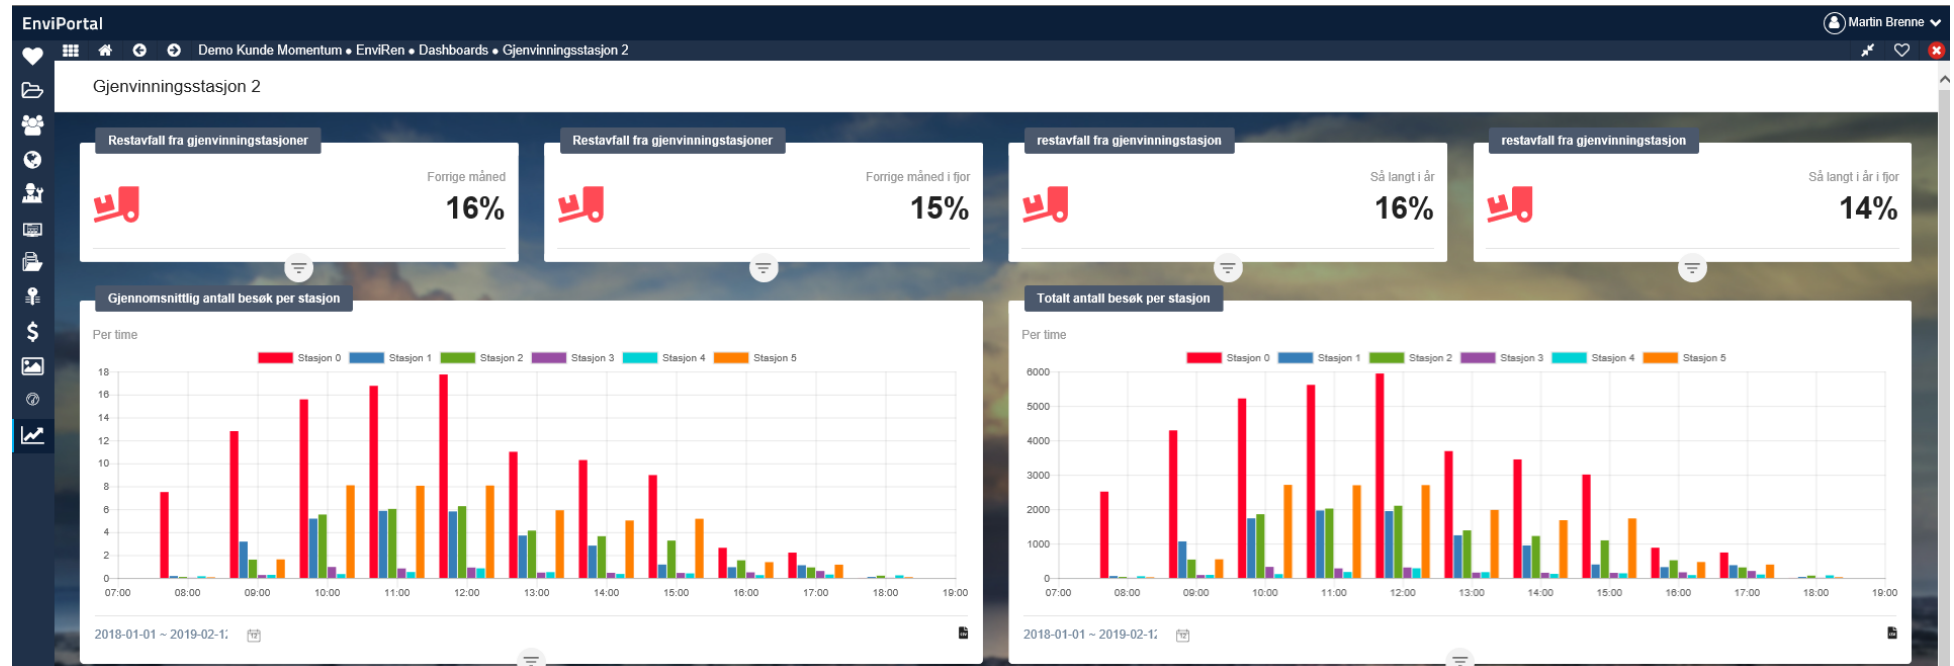 EnviPortal
Martin Brenne
Demo Kunde Momentum • EnviRen • Dashboards • Gjenvinningsstasjon 2
Gjenvinningsstasjon 2
Restavfall fra gjenvinningstasjoner
Forrige måned
16%
Restavfall fra gjenvinningstasjoner
Forrige måned i fjor
15%
restavfall fra gjenvinningstasjon
Så langt i år
16%
restavfall fra gjenvinningstasjon
Så langt i år i fjor
14%
Gjennomsnittlig antall besøk per stasjon
Per time
Stasjon 0 Stasjon 1 Stasjon 2 Stasjon 3 Stasjon 4 Stasjon 5
18
16
14
12
10
8
6
4
2
0
07:00 08:00 09:00 10:00 11:00 12:00 13:00 14:00 15:00 16:00 17:00 18:00 19:00
2018-01-01 ~ 2019-02-12
Totalt antall besøk per stasjon
Per time
Stasjon 0 Stasjon 1 Stasjon 2 Stasjon 3 Stasjon 4 Stasjon 5
6000
5000
4000
3000
2000
1000
0
07:00 08:00 09:00 10:00 11:00 12:00 13:00 14:00 15:00 16:00 17:00 18:00 19:00
2018-01-01 ~ 2019-02-12